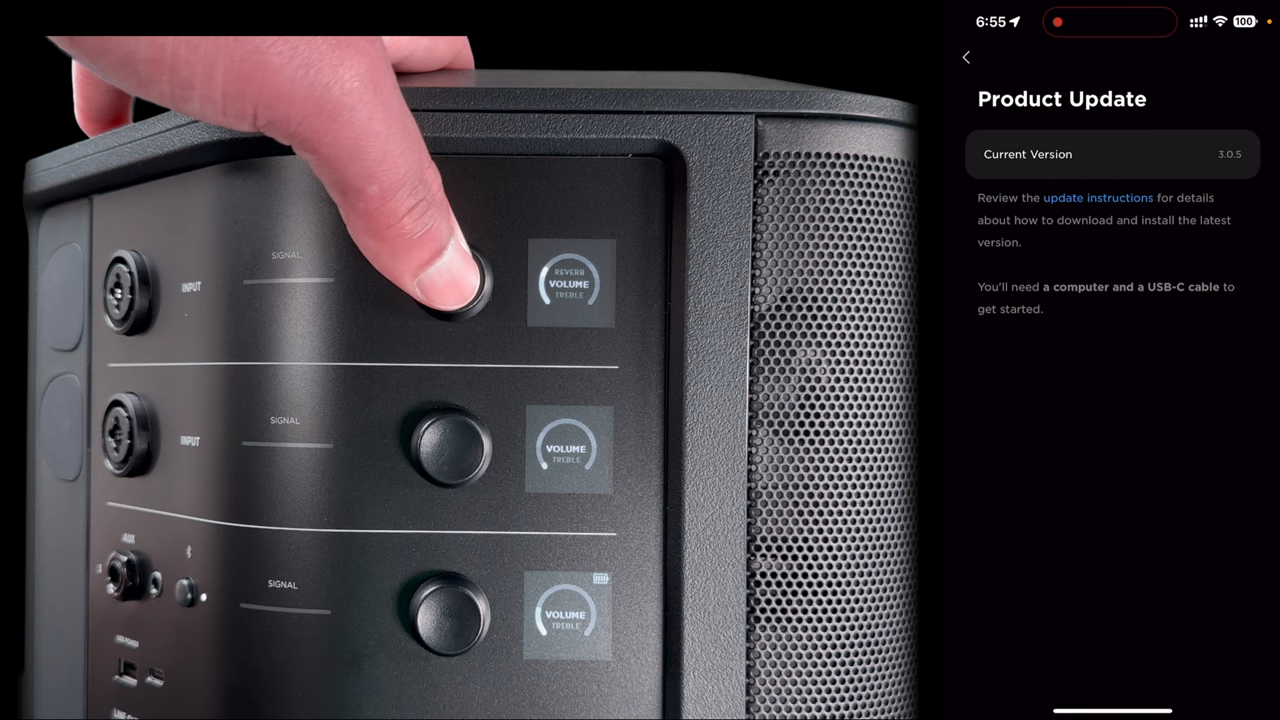 SIGNAL
INPUT
REVERB
VOLUME
TREBLE
SIGNAL
INPUT
VOLUME
TREBLE
AUX
SIGNAL
VOLUME
TREBLE
6:55
100
Product Update
Current Version
3.0.5
Review the update instructions for details
about how to download and install the latest
version.
You'll need a computer and a USB-C cable to
get started.